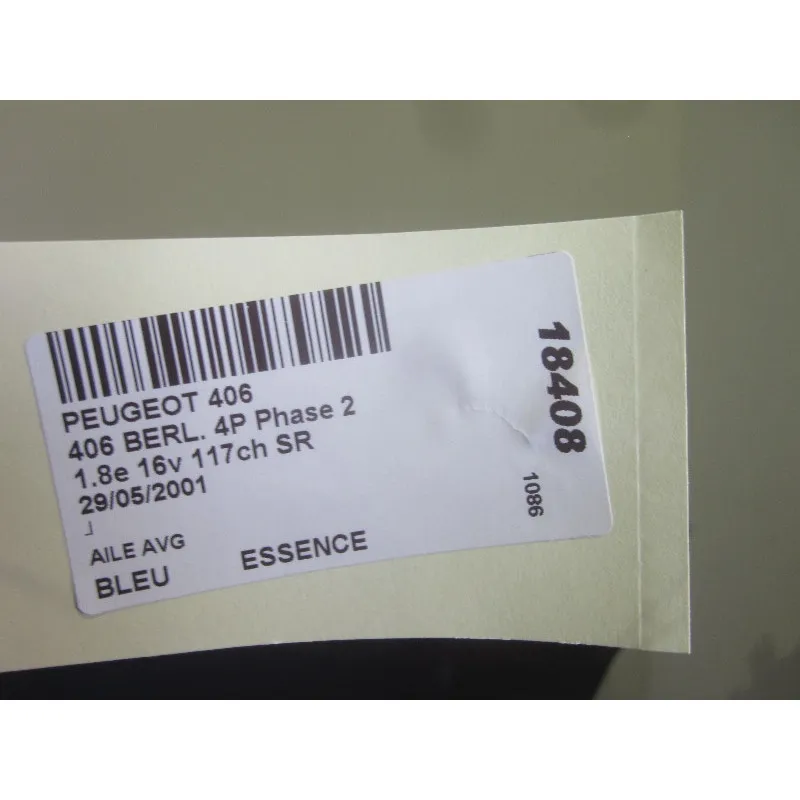 PEUGEOT 406
406 BERL. 4P Phase 2
1.8e 16v 117ch SR
29/05/2001
AILE AVG
BLEU
ESSENCE
18408
1086